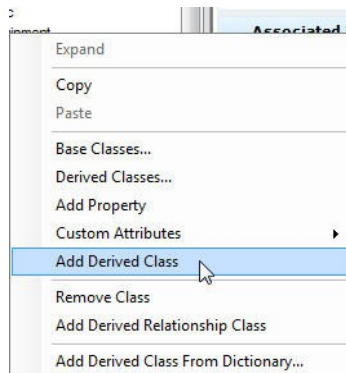 Associated
Expand
Copy
Paste
Base Classes...
Derived Classes...
Add Property
Custom Attributes
Add Derived Class
Remove Class
Add Derived Relationship Class
Add Derived Class From Dictionary...